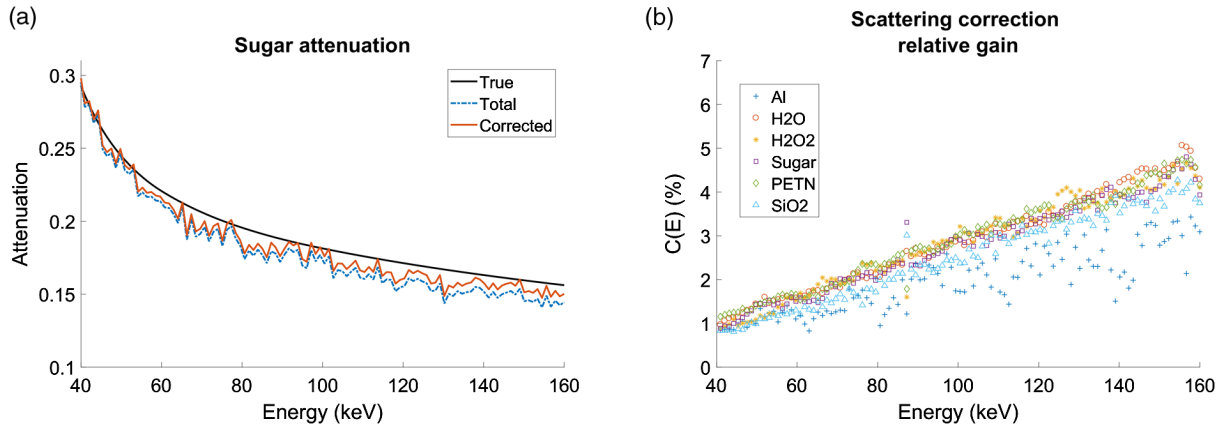 (a)
Sugar attenuation
Attenuation
0.3
0.25
0.2
0.15
0.1
True
Total
Corrected
40 60 80 100 120 140 160
Energy (keV)
(b)
Scattering correction
relative gain
C(E) (%)
7
6
5
4
3
2
1
0
Al
H2O
H2O2
Sugar
PETN
SiO2
40 60 80 100 120 140 160
Energy (keV)